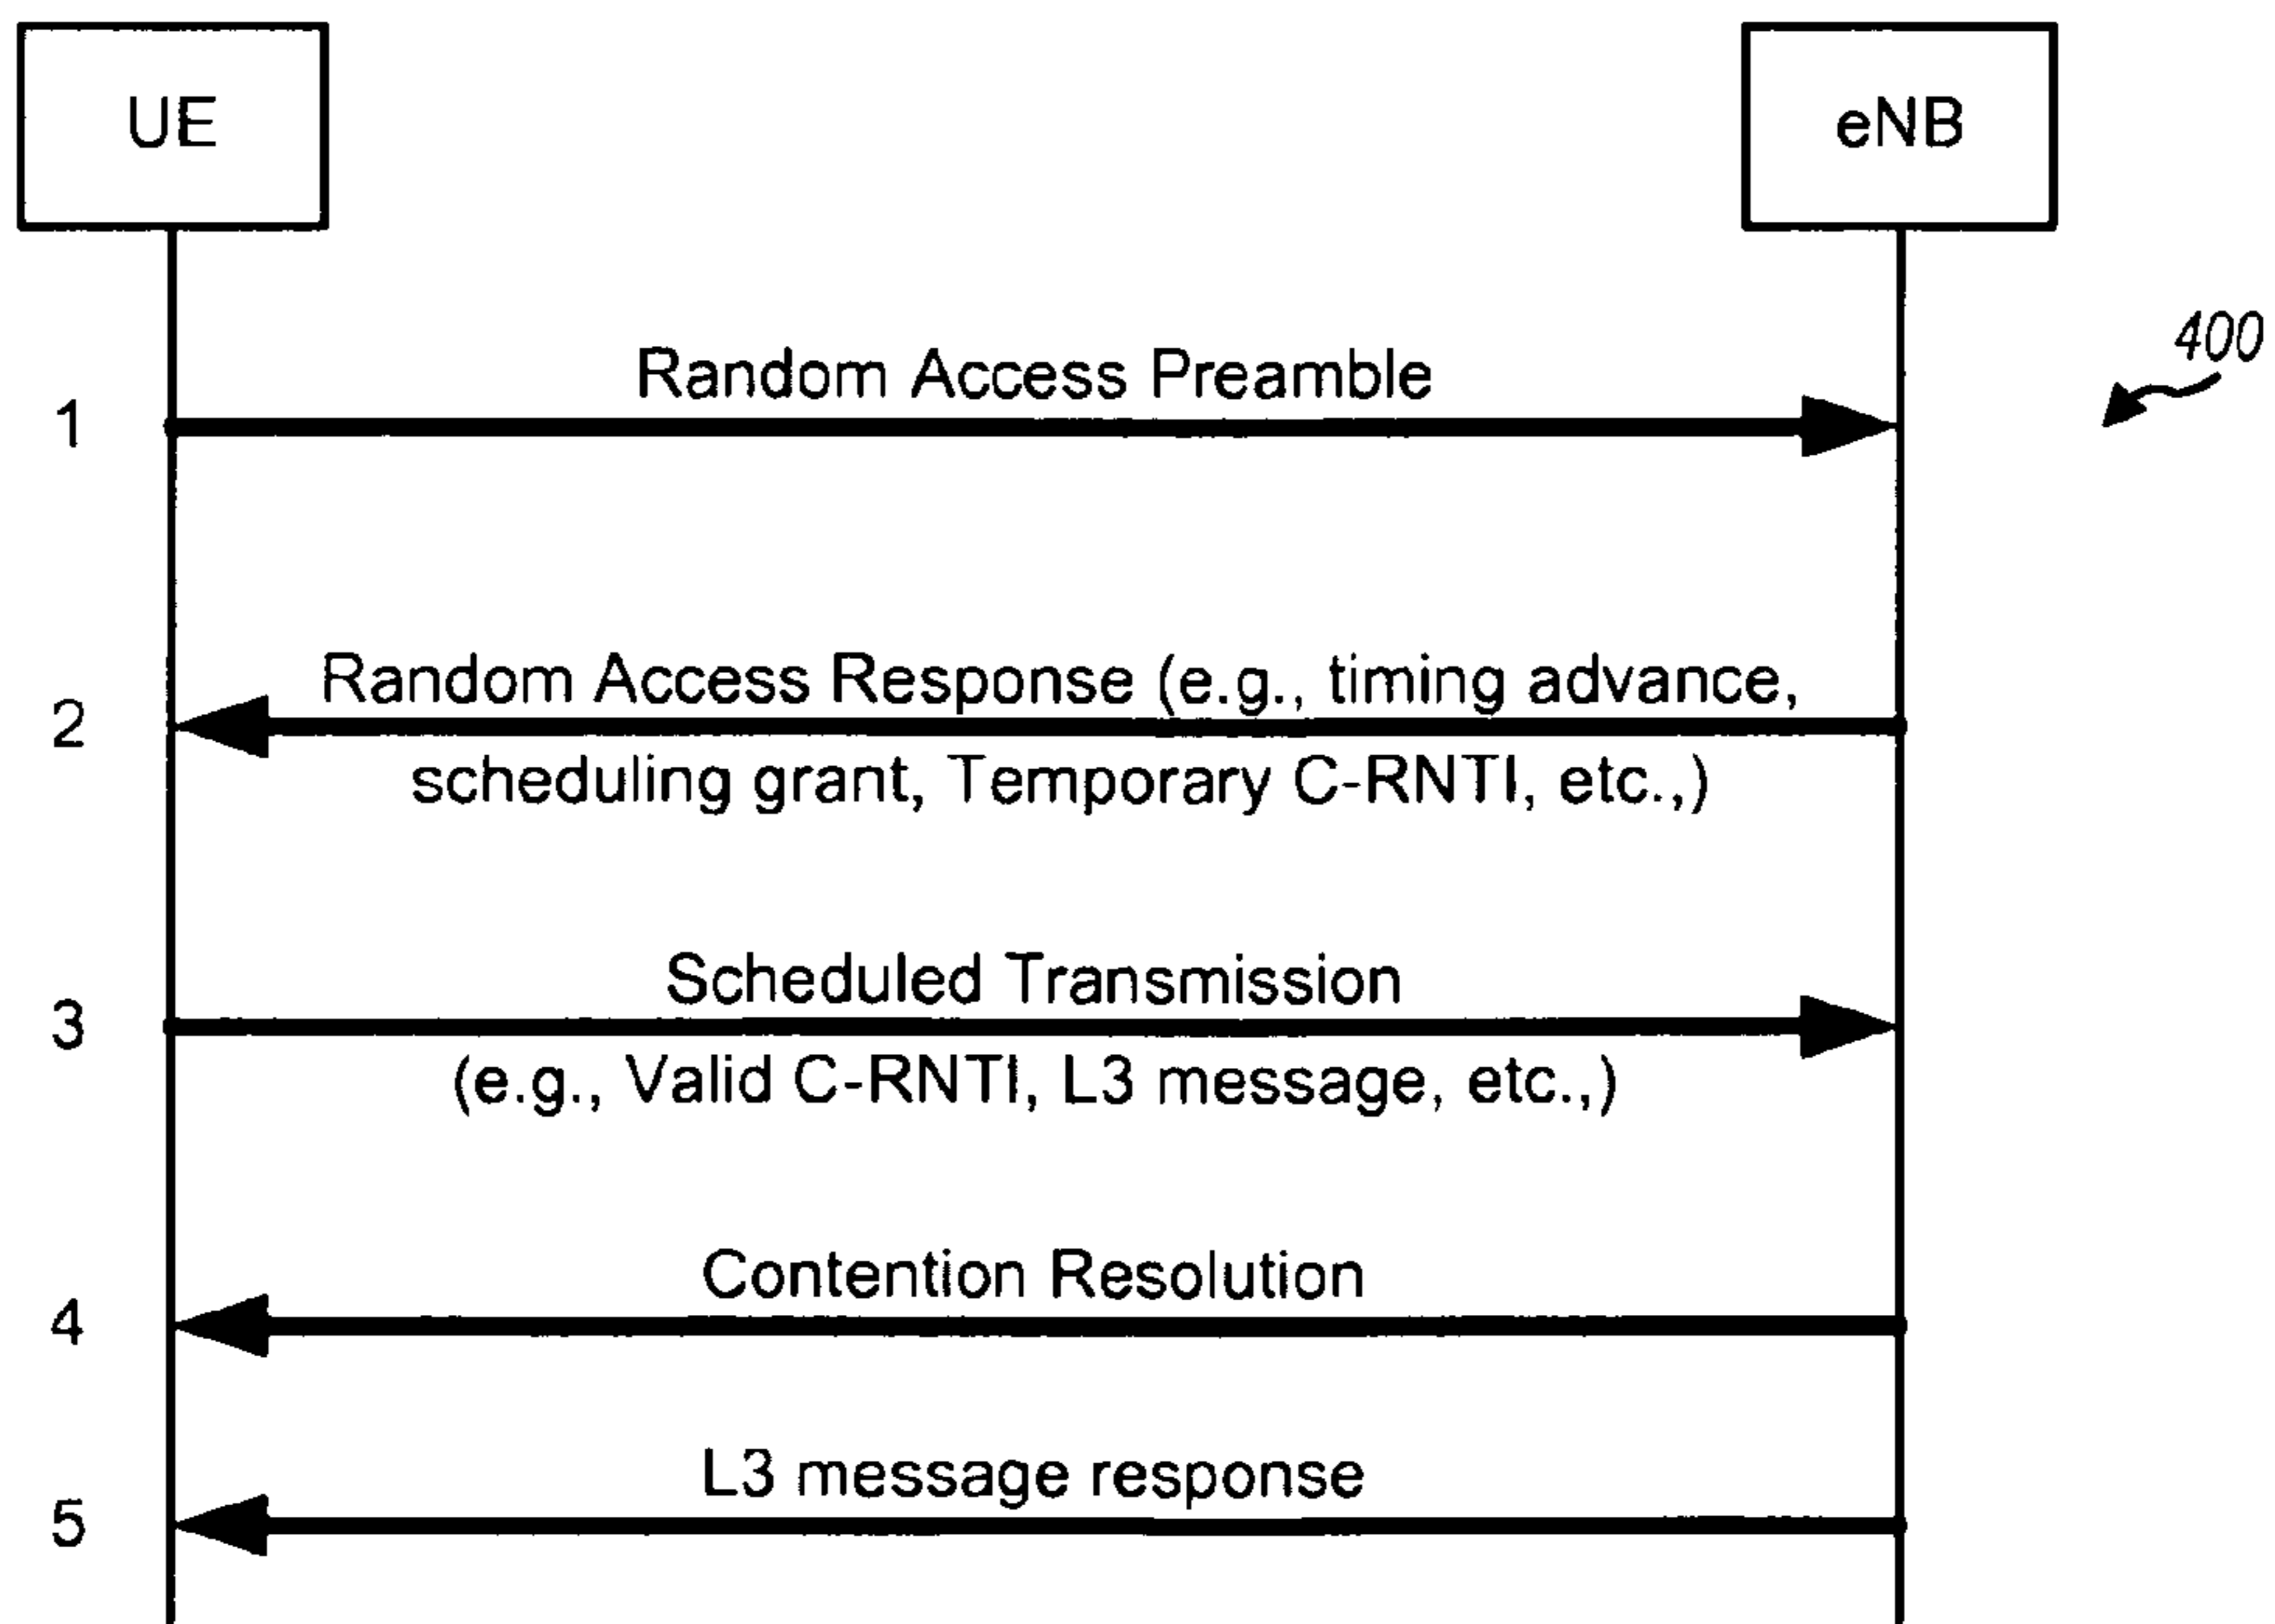 UE
eNB
400
1
Random Access Preamble
2
Random Access Response (e.g., timing advance,
scheduling grant, Temporary C-RNTI, etc.,)
3
Scheduled Transmission
(e.g., Valid C-RNTI, L3 message, etc.,)
4
Contention Resolution
5
L3 message response